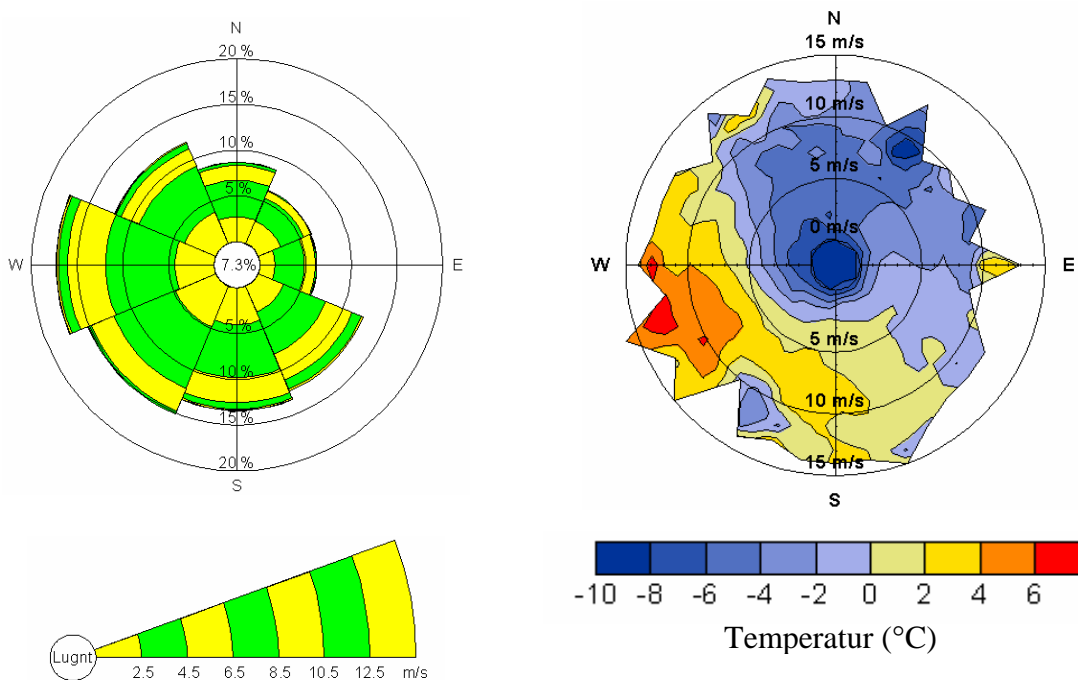 N
20 %
15 %
10 %
5 %
W
7.3%
E
5 %
10 %
15 %
20 %
S
Lugnt
2.5 4.5 6.5 8.5 10.5 12.5 m/s
N
15 m/s
10 m/s
5 m/s
0 m/s
W
E
5 m/s
10 m/s
15 m/s
S
-10 -8 -6 -4 -2 0 2 4 6
Temperatur (°C)